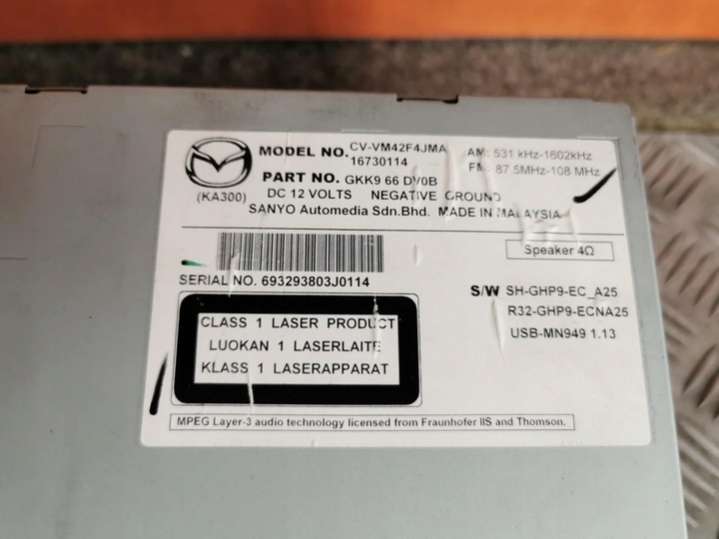 MODEL NO. CV-VM42F4JMA
16730114
PART NO. GKK9 66 DV0B
(KA300)
DC 12 VOLTS NEGATIVE GROUND
SANYO Automedia Sdn.Bhd. MADE IN MALAYSIA
AM: 531 kHz-1602kHz
FM: 87.5MHz-108 MHz
Speaker 4Ω
SERIAL NO. 693293803J0114
S/W SH-GHP9-EC_A25
R32-GHP9-ECNA25
USB-MN949 1.13
CLASS 1 LASER PRODUCT
LUOKAN 1 LASERLAITE
KLASS 1 LASERAPPARAT
MPEG Layer-3 audio technology licensed from Fraunhofer IIS and Thomson.